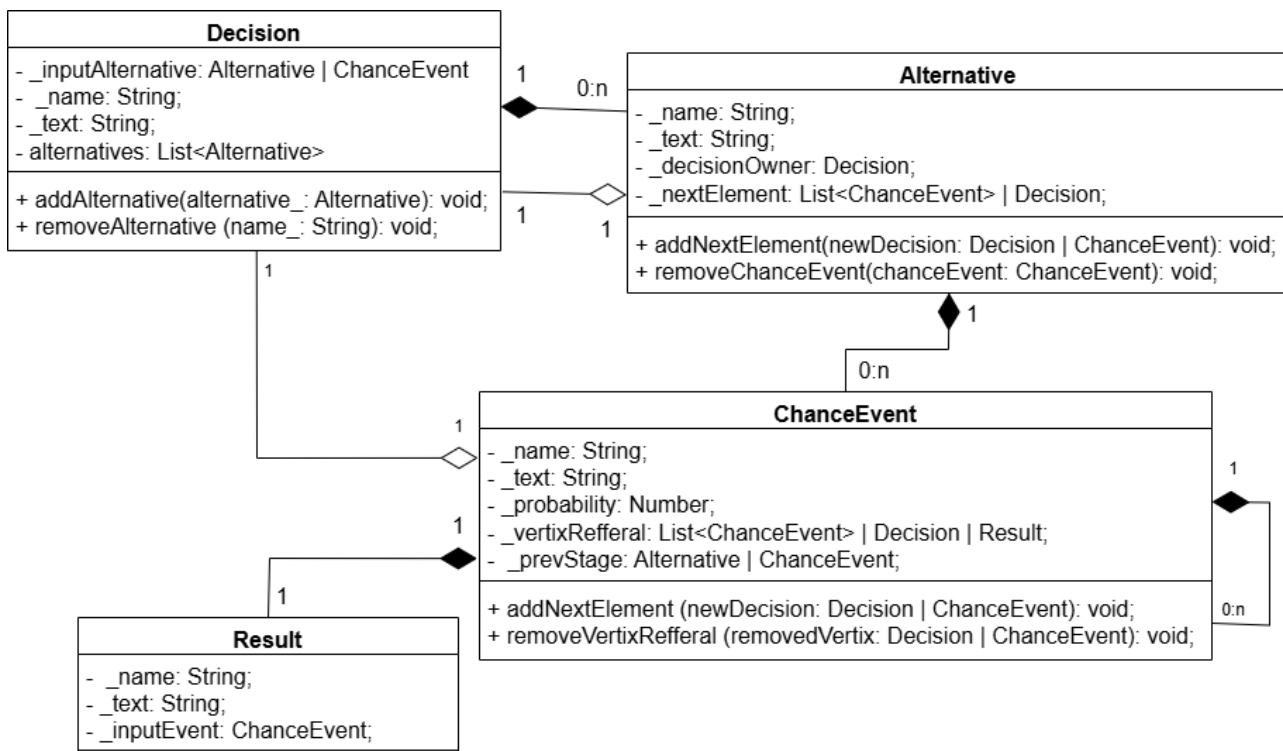 Decision
- _inputAlternative: Alternative | ChanceEvent
- _name: String;
- _text: String;
- alternatives: List<Alternative>
+ addAlternative(alternative_: Alternative): void;
+ removeAlternative (name_: String): void;
1
0:n
1
1
Alternative
- _name: String;
- _text: String;
- _decisionOwner: Decision;
- _nextElement: List<ChanceEvent> | Decision;
+ addNextElement(newDecision: Decision | ChanceEvent): void;
+ removeChanceEvent(chanceEvent: ChanceEvent): void;
1
1
0:n
1
ChanceEvent
- _name: String;
- _text: String;
- _probability: Number;
- _vertixRefferal: List<ChanceEvent> | Decision | Result;
- _prevStage: Alternative | ChanceEvent;
+ addNextElement (newDecision: Decision | ChanceEvent): void;
+ removeVertixRefferal (removedVertix: Decision | ChanceEvent): void;
1
0:n
1
1
Result
- _name: String;
- _text: String;
- _inputEvent: ChanceEvent;